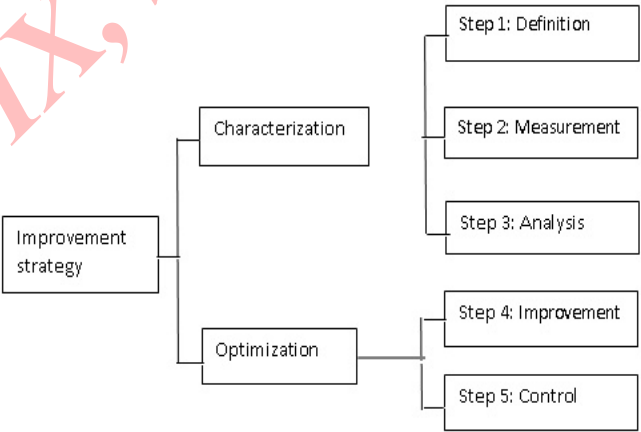 Improvement
strategy
Characterization
Step 1: Definition
Step 2: Measurement
Step 3: Analysis
Optimization
Step 4: Improvement
Step 5: Control
IX,